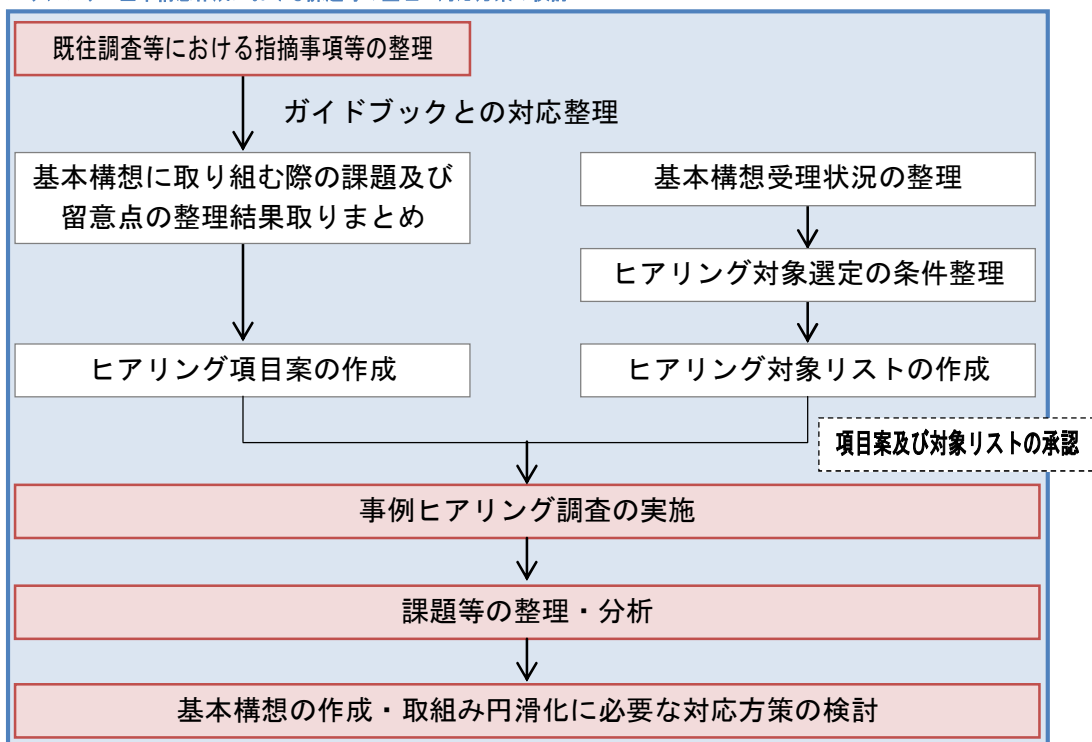 既往調査等における指摘事項等の整理
ガイドブックとの対応整理
基本構想に取り組む際の課題及び
留意点の整理結果取りまとめ
ヒアリング項目案の作成
基本構想受理状況の整理
ヒアリング対象選定の条件整理
ヒアリング対象リストの作成
項目案及び対象リストの承認
事例ヒアリング調査の実施
課題等の整理・分析
基本構想の作成・取組み円滑化に必要な対応方策の検討